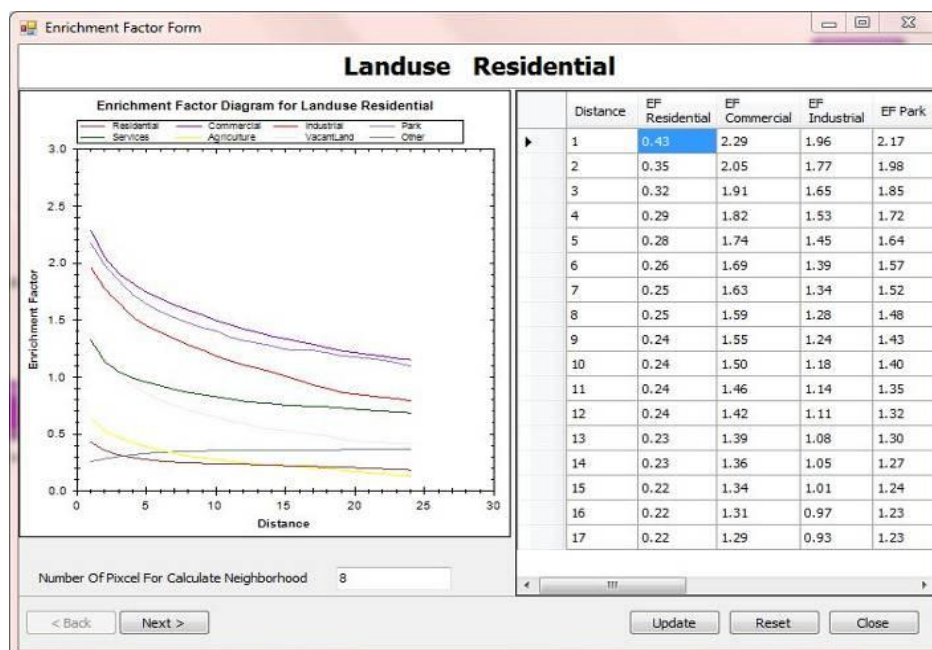 Enrichment Factor Form
Landuse Residential
Enrichment Factor Diagram for Landuse Residential
Residential Commercial Industrial Park
Services Agriculture VacantLand Other
3.0
2.5
2.0
1.5
1.0
0.5
0.0
Enrichment Factor
0 5 10 15 20 25 30
Distance
Distance EF Residential EF Commercial EF Industrial EF Park
1 0.43 2.29 1.96 2.17
2 0.35 2.05 1.77 1.98
3 0.32 1.91 1.65 1.85
4 0.29 1.82 1.53 1.72
5 0.28 1.74 1.45 1.64
6 0.26 1.69 1.39 1.57
7 0.25 1.63 1.34 1.52
8 0.25 1.59 1.28 1.48
9 0.24 1.55 1.24 1.43
10 0.24 1.50 1.18 1.40
11 0.24 1.46 1.14 1.35
12 0.24 1.42 1.11 1.32
13 0.23 1.39 1.08 1.30
14 0.23 1.36 1.05 1.27
15 0.22 1.34 1.01 1.24
16 0.22 1.31 0.97 1.23
17 0.22 1.29 0.93 1.23
Number Of Pixcel For Calculate Neighborhood 8
< Back Next > Update Reset Close